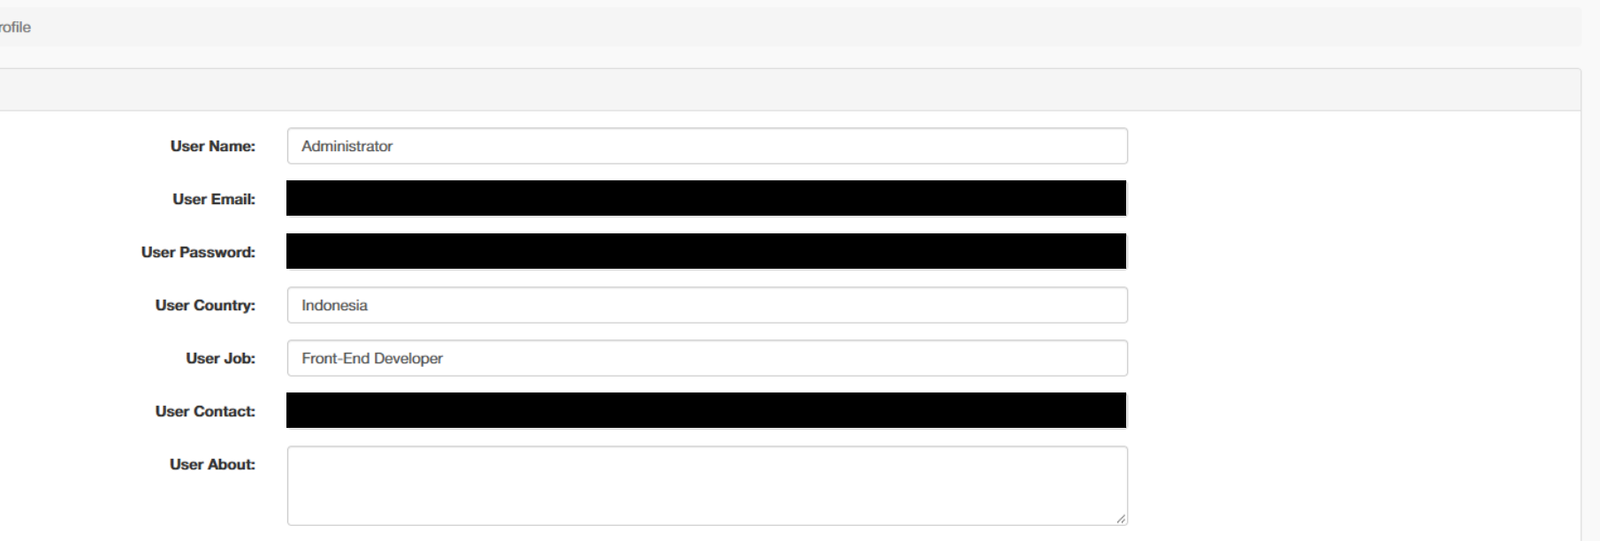 rofile
User Name: Administrator
User Email:
User Password:
User Country: Indonesia
User Job: Front-End Developer
User Contact:
User About: